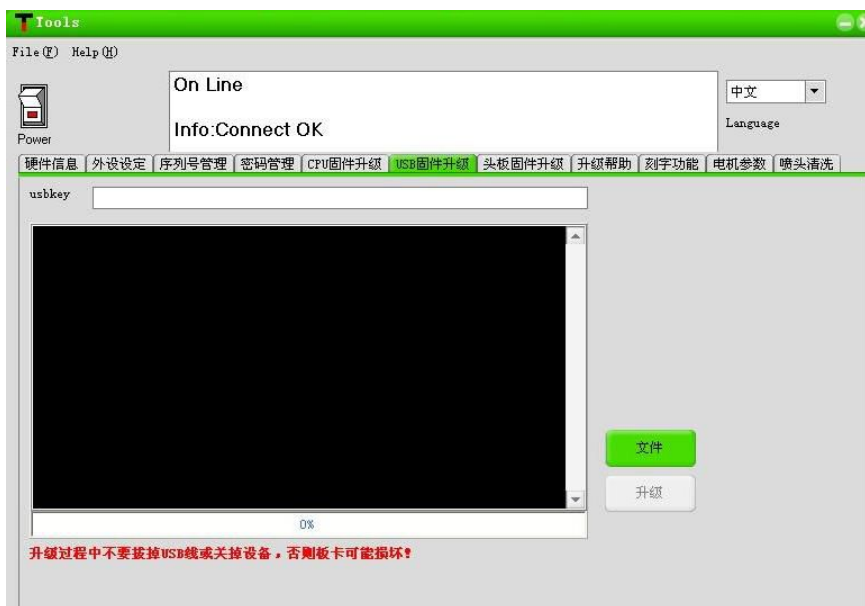 Tools
File(F) Help(H)
On Line
中文
Info:Connect OK
Language
Power
硬件信息 外设设定 序列号管理 密码管理 CPU固件升级 USB固件升级 头板固件升级 升级帮助 刻字功能 电机参数 喷头清洗
usbkey
文件
升级
0%
升级过程中不要拔掉USB线或关掉设备，否则板卡可能损坏!